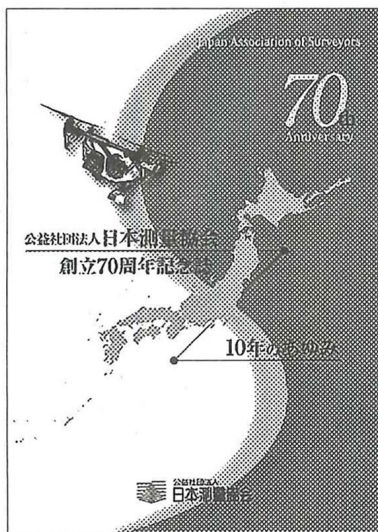 Japan Association of Surveyors
70th
Anniversary
公益社団法人日本測量協会
創立70周年記念誌
10年のあゆみ
公益社団法人
日本測量協会